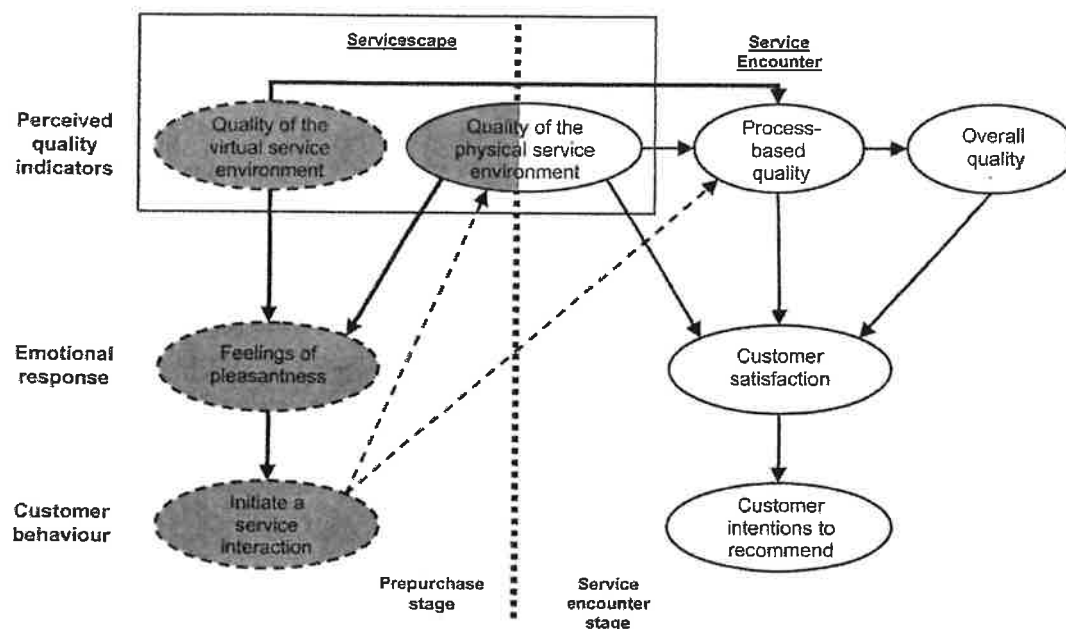 Servicescape
Service
Encounter
Perceived
quality
indicators
Quality of the
virtual service
environment
Quality of the
physical service
environment
Process-
based
quality
Overall
quality
Emotional
response
Feelings of
pleasantness
Customer
satisfaction
Customer
behaviour
Initiate a
service
interaction
Customer
intentions to
recommend
Prepurchase
stage
Service
encounter
stage